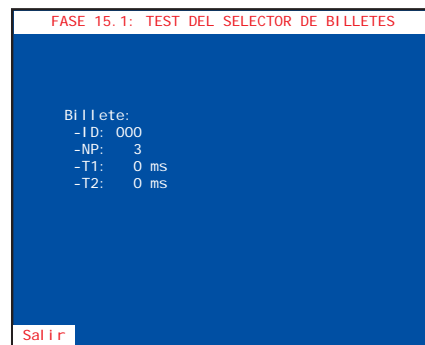 FASE 15.1: TEST DEL SELECTOR DE BILLETES
Billete:
-ID: 000
-NP: 3
-T1: 0 ms
-T2: 0 ms
Salir